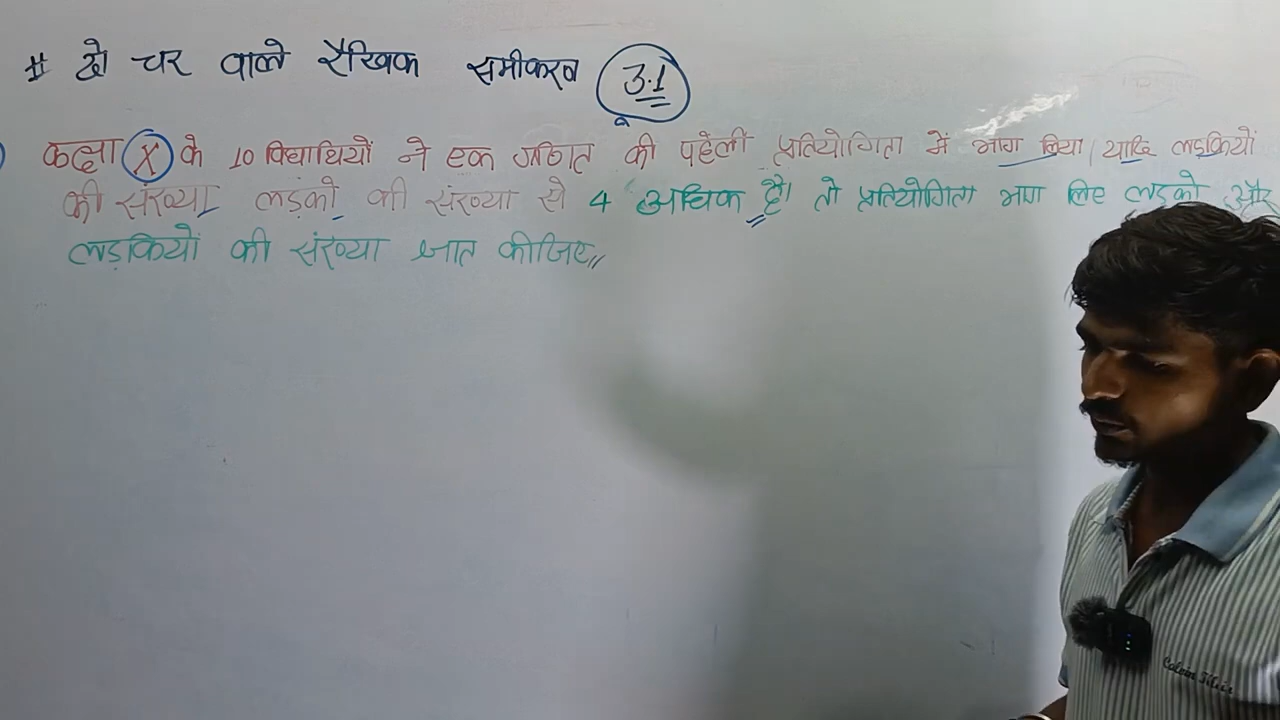 # दो चर वाले रैखिक समीकरण 3.1
कक्षा X के 10 विद्यार्थियों ने एक गणित की पहेली प्रतियोगिता में भाग लिया। यदि लड़कियों
की संख्या लड़को की संख्या से 4 अधिक है। तो प्रतियोगिता भाग लिए लड़को और
लड़कियों की संख्या ज्ञात कीजिए